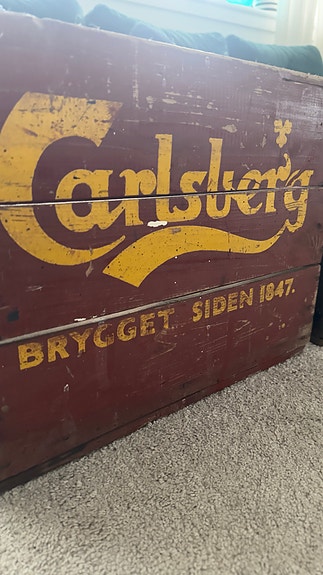 Carlsberg
BRYGGET SIDEN 1847.